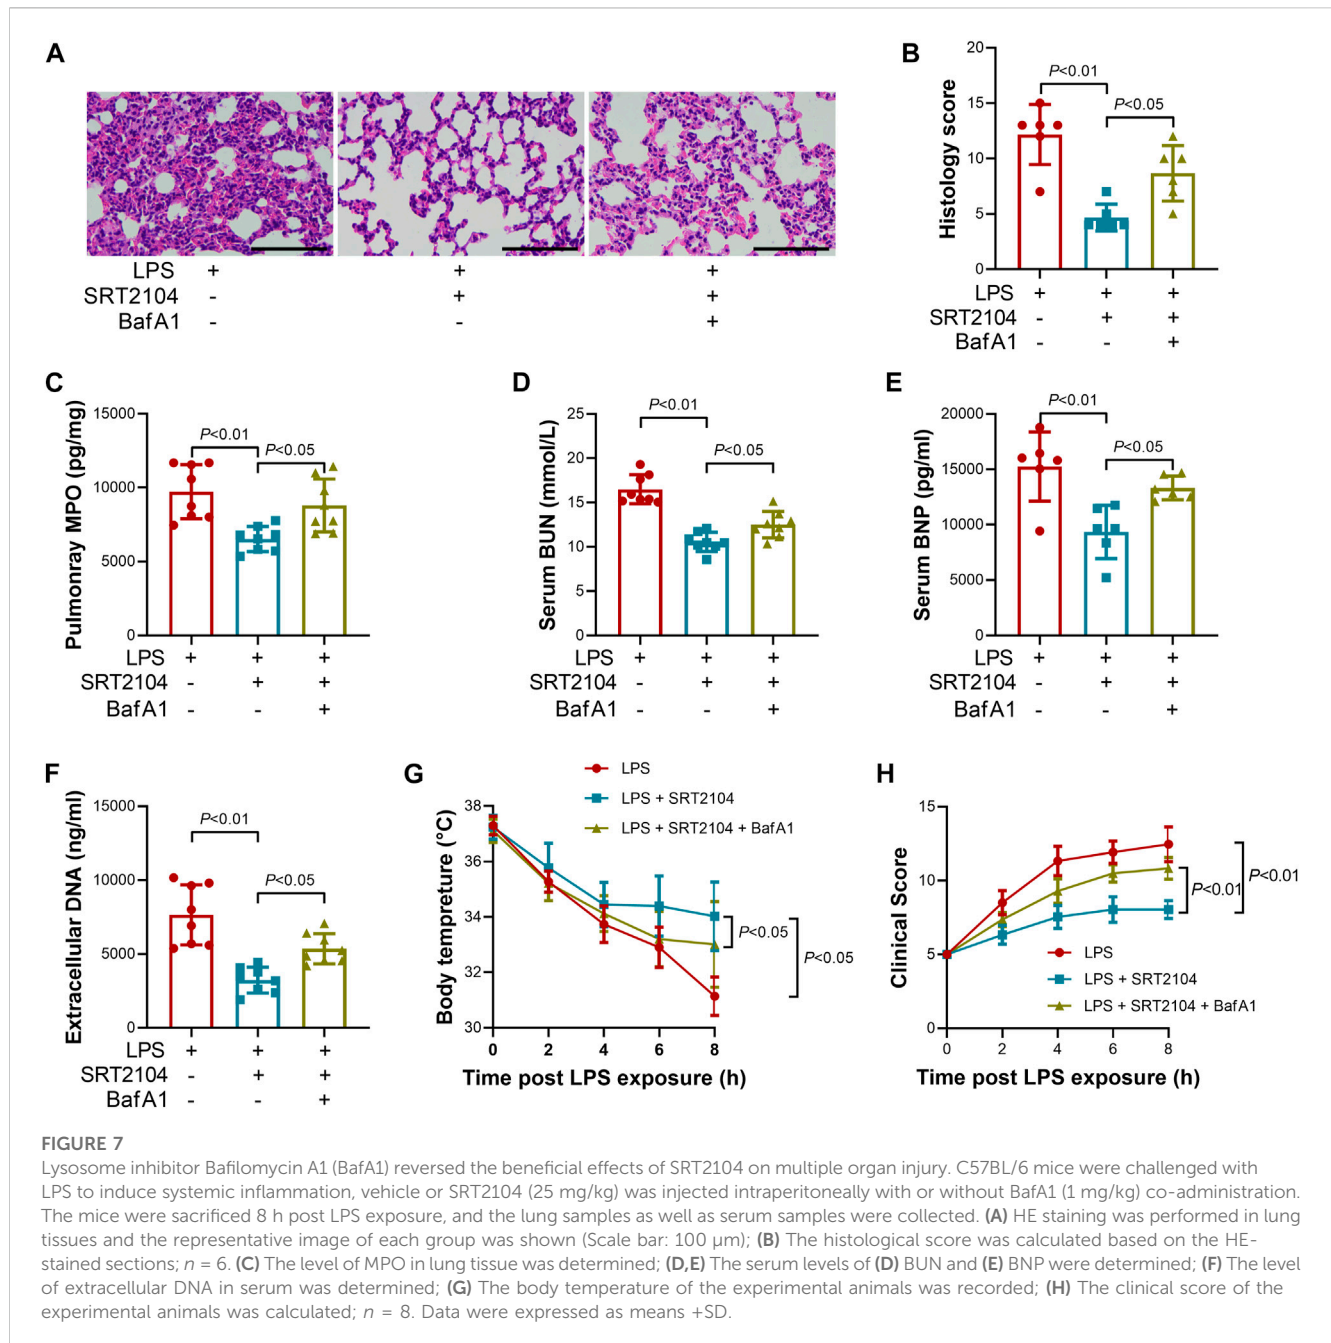 A
LPS + + +
SRT2104 - + +
BafA1 - - +
B
Histology score
20
15
10
5
0
P<0.01
P<0.05
LPS + + +
SRT2104 - + +
BafA1 - - +
C
Pulmonray MPO (pg/mg)
15000
10000
5000
0
P<0.01
P<0.05
LPS + + +
SRT2104 - + +
BafA1 - - +
D
Serum BUN (mmol/L)
25
20
15
10
5
0
P<0.01
P<0.05
LPS + + +
SRT2104 - + +
BafA1 - - +
E
Serum BNP (pg/ml)
20000
15000
10000
5000
0
P<0.01
P<0.05
LPS + + +
SRT2104 - + +
BafA1 - - +
F
Extracellular DNA (ng/ml)
15000
10000
5000
0
P<0.01
P<0.05
LPS + + +
SRT2104 - + +
BafA1 - - +
G
LPS
LPS + SRT2104
LPS + SRT2104 + BafA1
Body tempreture (°C)
38
36
34
32
30
P<0.05
P<0.05
0 2 4 6 8
Time post LPS exposure (h)
H
Clinical Score
15
10
5
0
P<0.01
P<0.01
LPS
LPS + SRT2104
LPS + SRT2104 + BafA1
0 2 4 6 8
Time post LPS exposure (h)
FIGURE 7
Lysosome inhibitor Bafilomycin A1 (BafA1) reversed the beneficial effects of SRT2104 on multiple organ injury. C57BL/6 mice were challenged with
LPS to induce systemic inflammation, vehicle or SRT2104 (25 mg/kg) was injected intraperitoneally with or without BafA1 (1 mg/kg) co-administration.
The mice were sacrificed 8 h post LPS exposure, and the lung samples as well as serum samples were collected. (A) HE staining was performed in lung
tissues and the representative image of each group was shown (Scale bar: 100 μm); (B) The histological score was calculated based on the HE-
stained sections; n = 6. (C) The level of MPO in lung tissue was determined; (D,E) The serum levels of (D) BUN and (E) BNP were determined; (F) The level
of extracellular DNA in serum was determined; (G) The body temperature of the experimental animals was recorded; (H) The clinical score of the
experimental animals was calculated; n = 8. Data were expressed as means +SD.